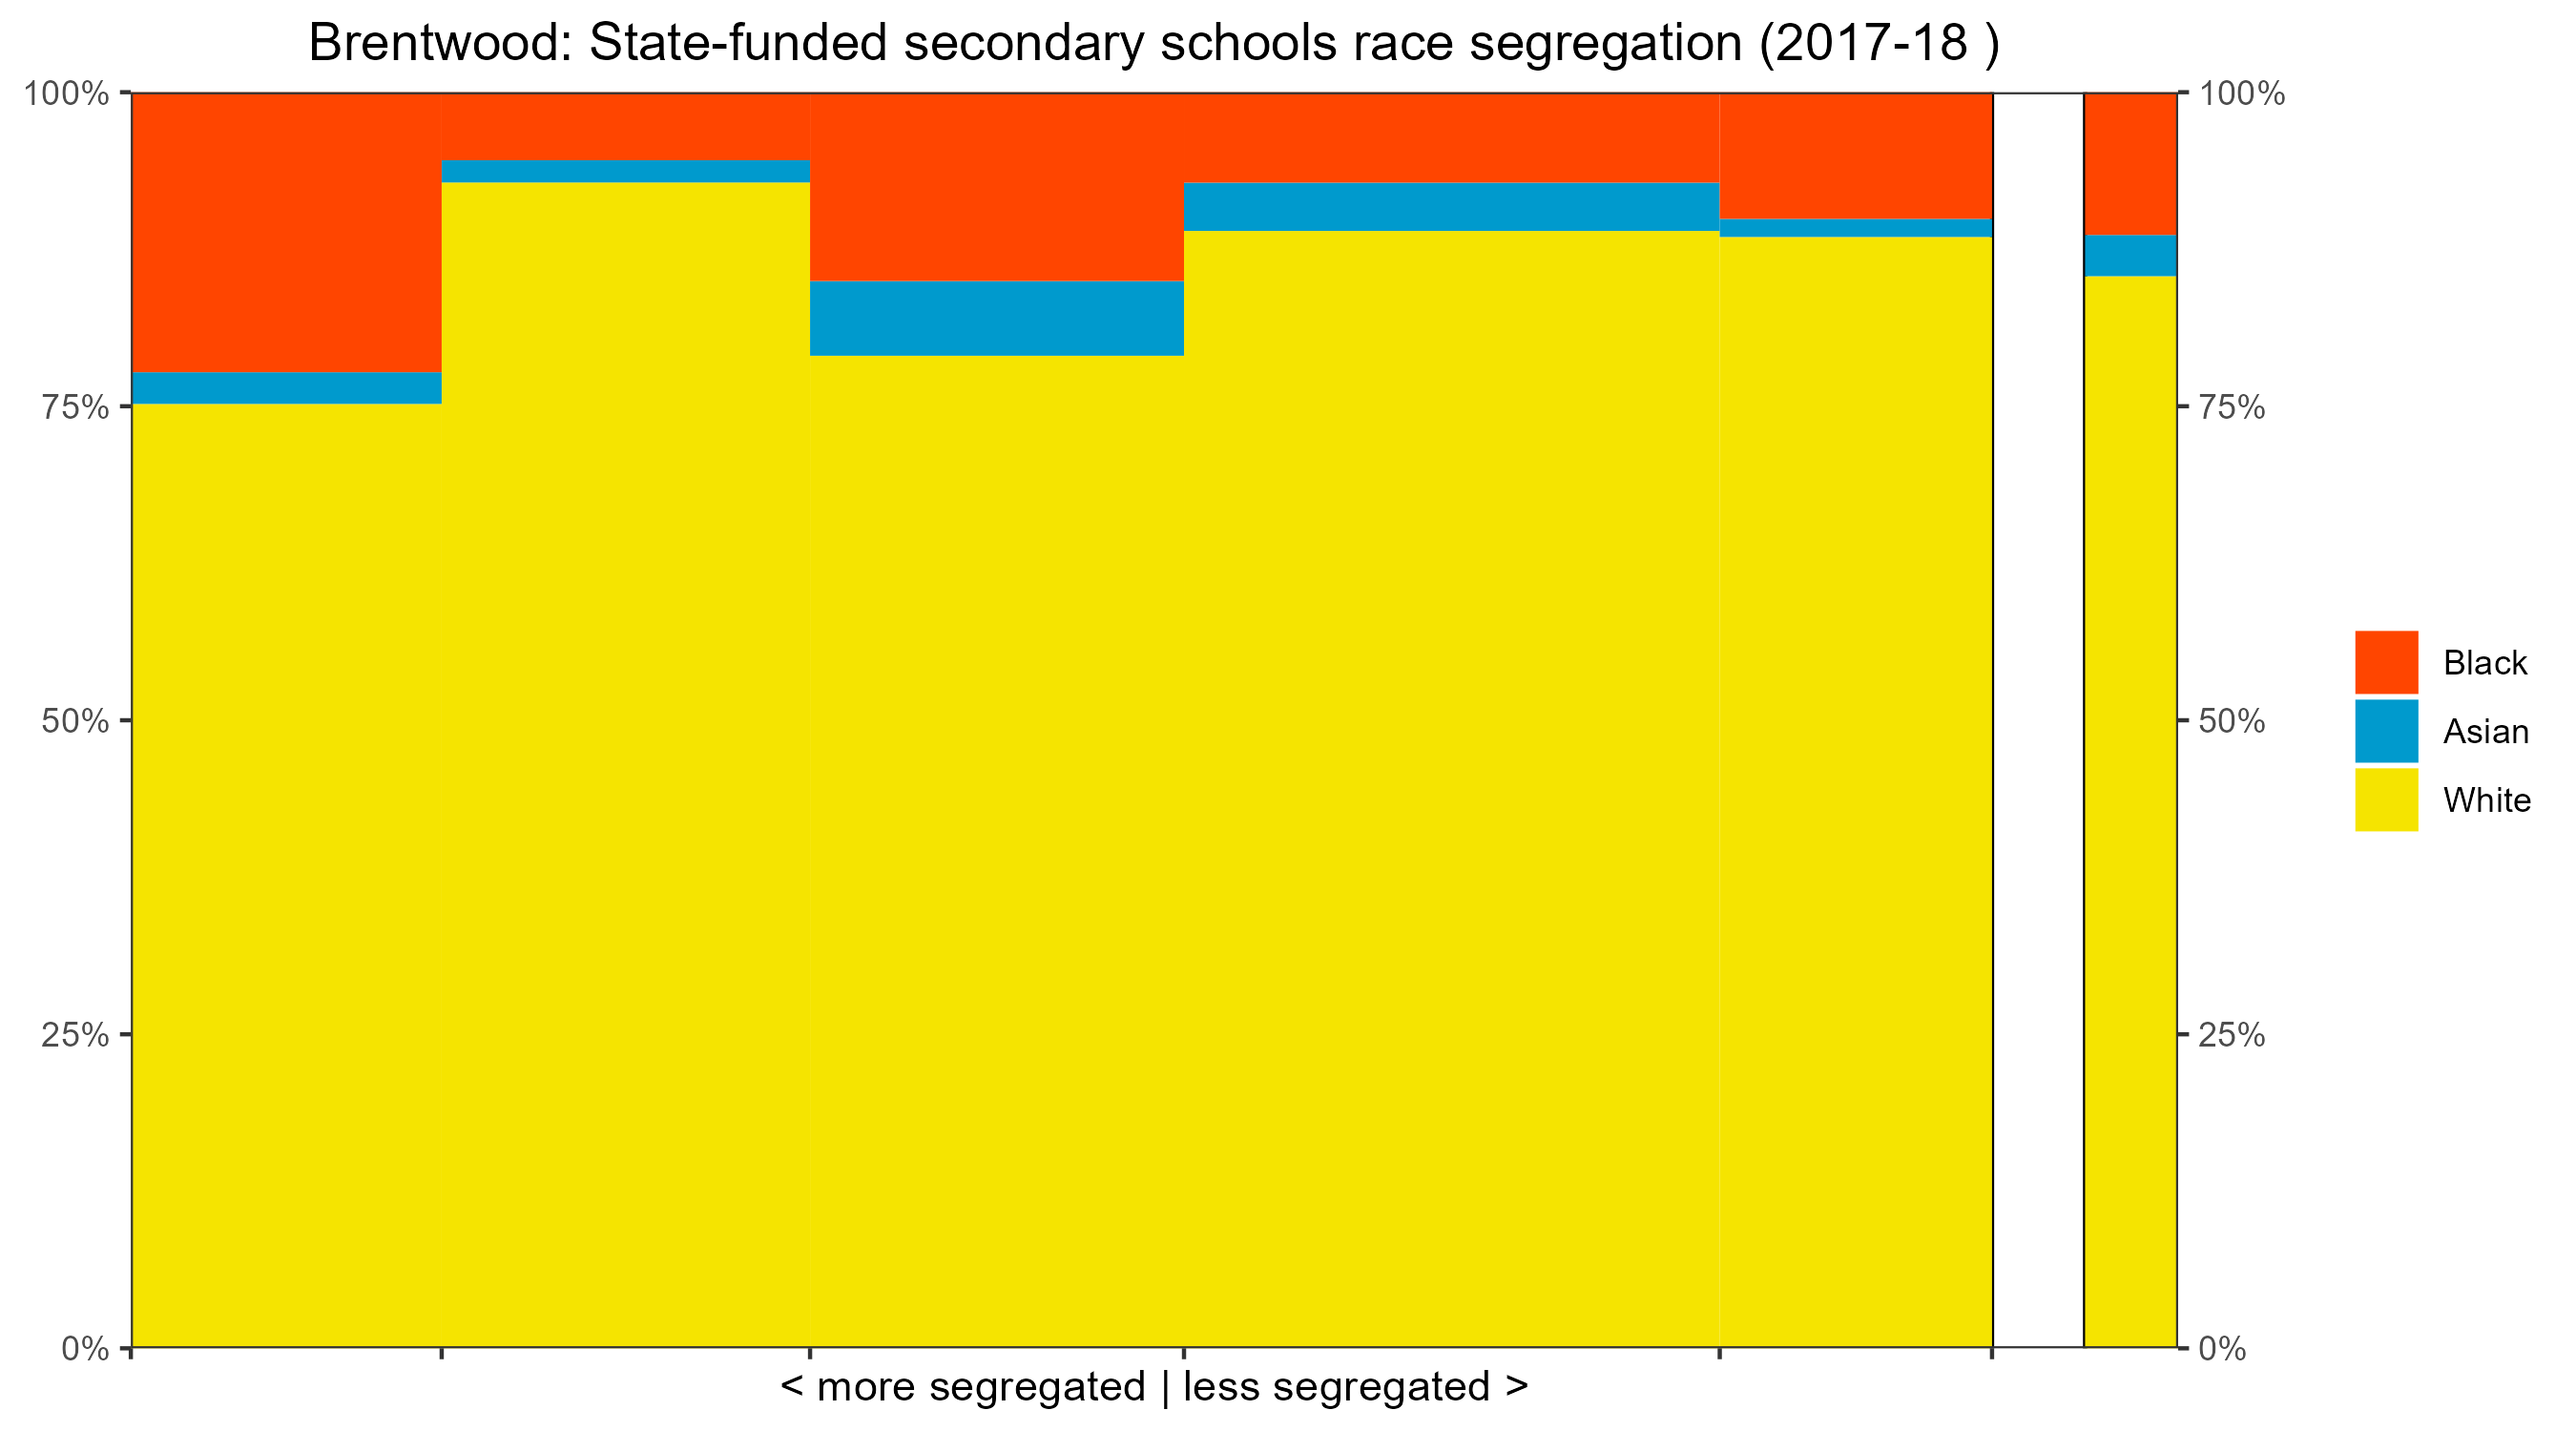 Brentwood: State-funded secondary schools race segregation (2017-18 )
100%
75%
50%
25%
0%
100%
75%
50%
25%
0%
Black
Asian
White
< more segregated | less segregated >